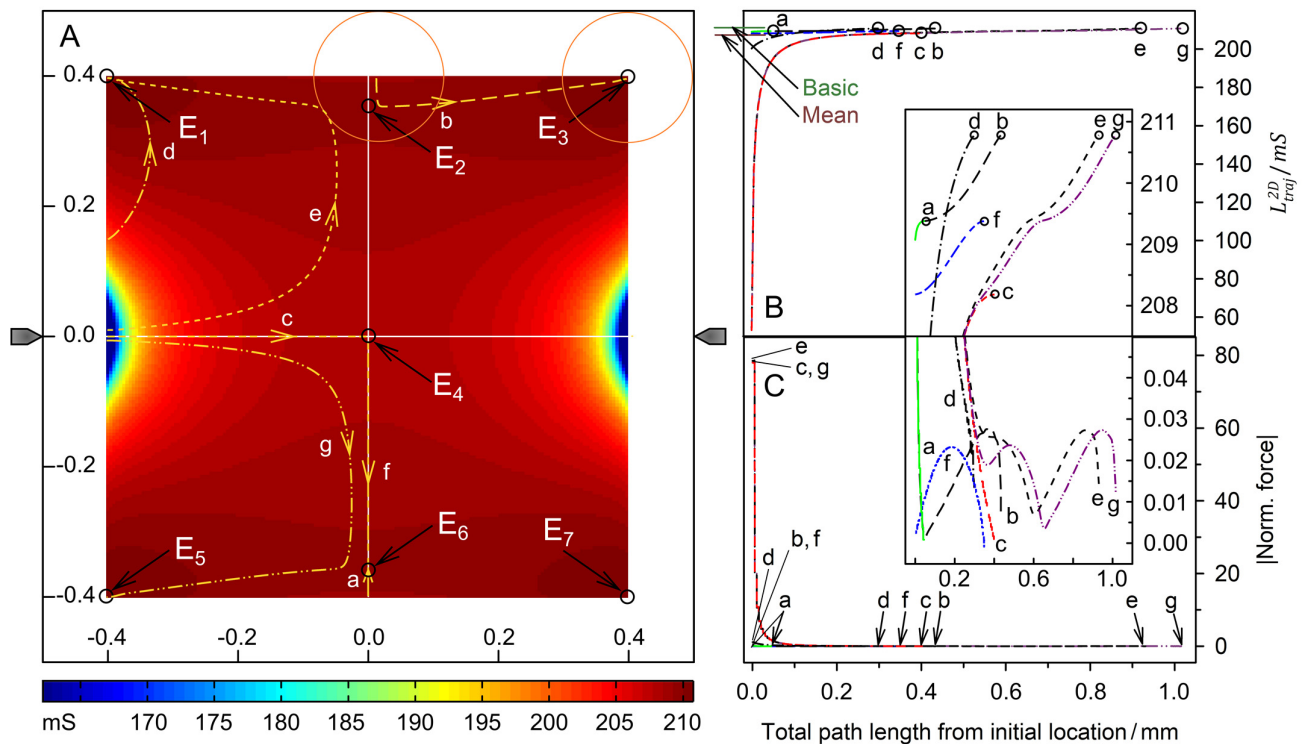 A
0.4
0.2
0.0
-0.2
-0.4
-0.4
-0.2
0.0
0.2
0.4
E1
E2
E3
E4
E5
E6
E7
d
b
e
c
g
f
a
mS
170
175
180
185
190
195
200
205
210
a
d f c b
e
g
Basic
Mean
B
200
180
160
140
120
100
80
60
L_traj^2D / mS
d b
e g
a
f
c
211
210
209
208
C
e
c, g
b, f
d
a
d f c b
e
g
80
60
40
20
0
|Norm. force|
d
a
f
b
c
e g
0.04
0.03
0.02
0.01
0.00
0.2
0.6
1.0
0.0
0.2
0.4
0.6
0.8
1.0
Total path length from initial location / mm